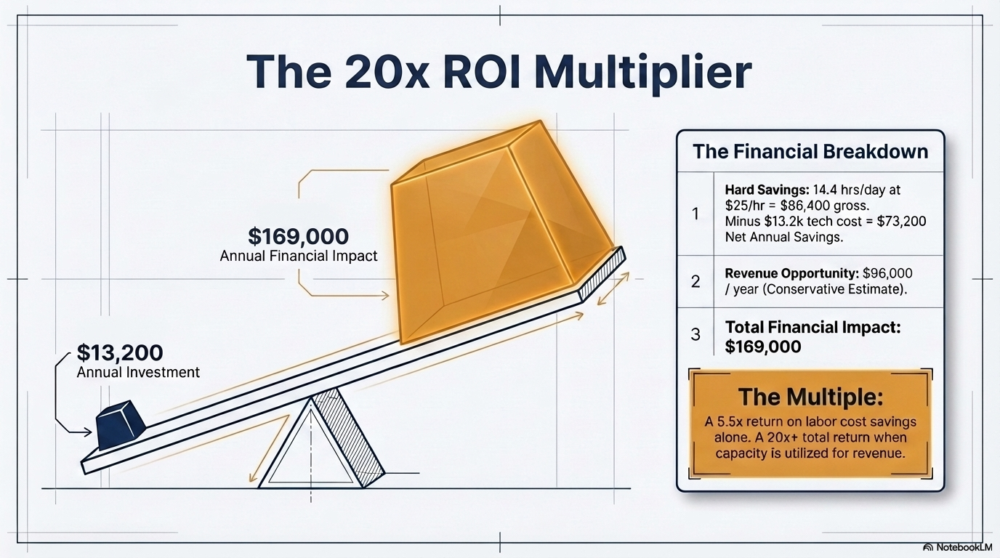 The 20x ROI Multiplier
$169,000
Annual Financial Impact
$13,200
Annual Investment
The Financial Breakdown
1
Hard Savings: 14.4 hrs/day at
$25/hr = $86,400 gross.
Minus $13.2k tech cost = $73,200
Net Annual Savings.
2
Revenue Opportunity: $96,000
/ year (Conservative Estimate).
3
Total Financial Impact:
$169,000
The Multiple:
A 5.5x return on labor cost savings
alone. A 20x+ total return when
capacity is utilized for revenue.
NotebookLM